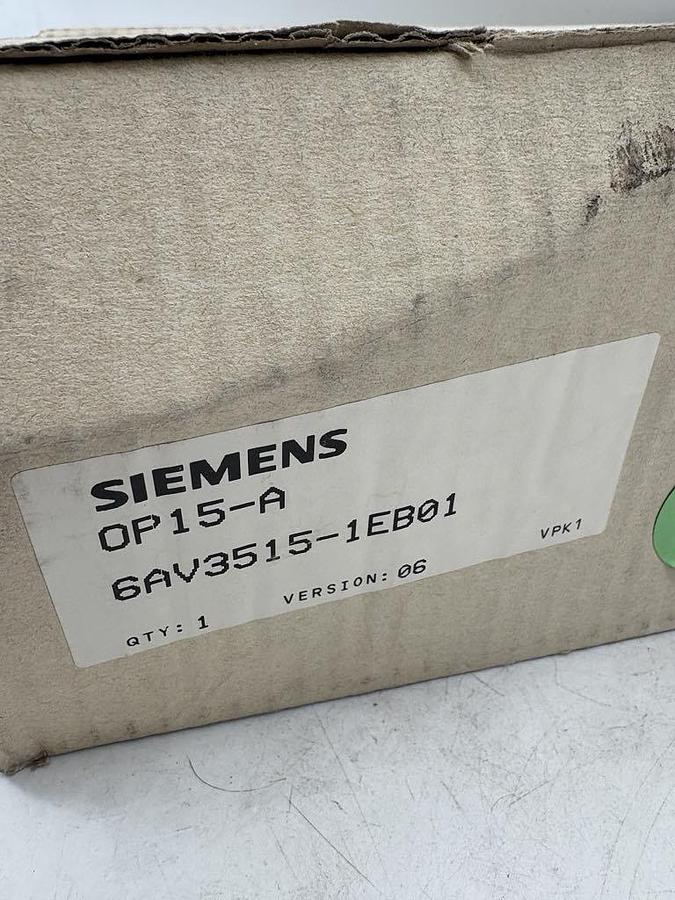 SIEMENS
OP15-A
6AV3515-1EB01
QTY: 1 VERSION: 06 VPK1